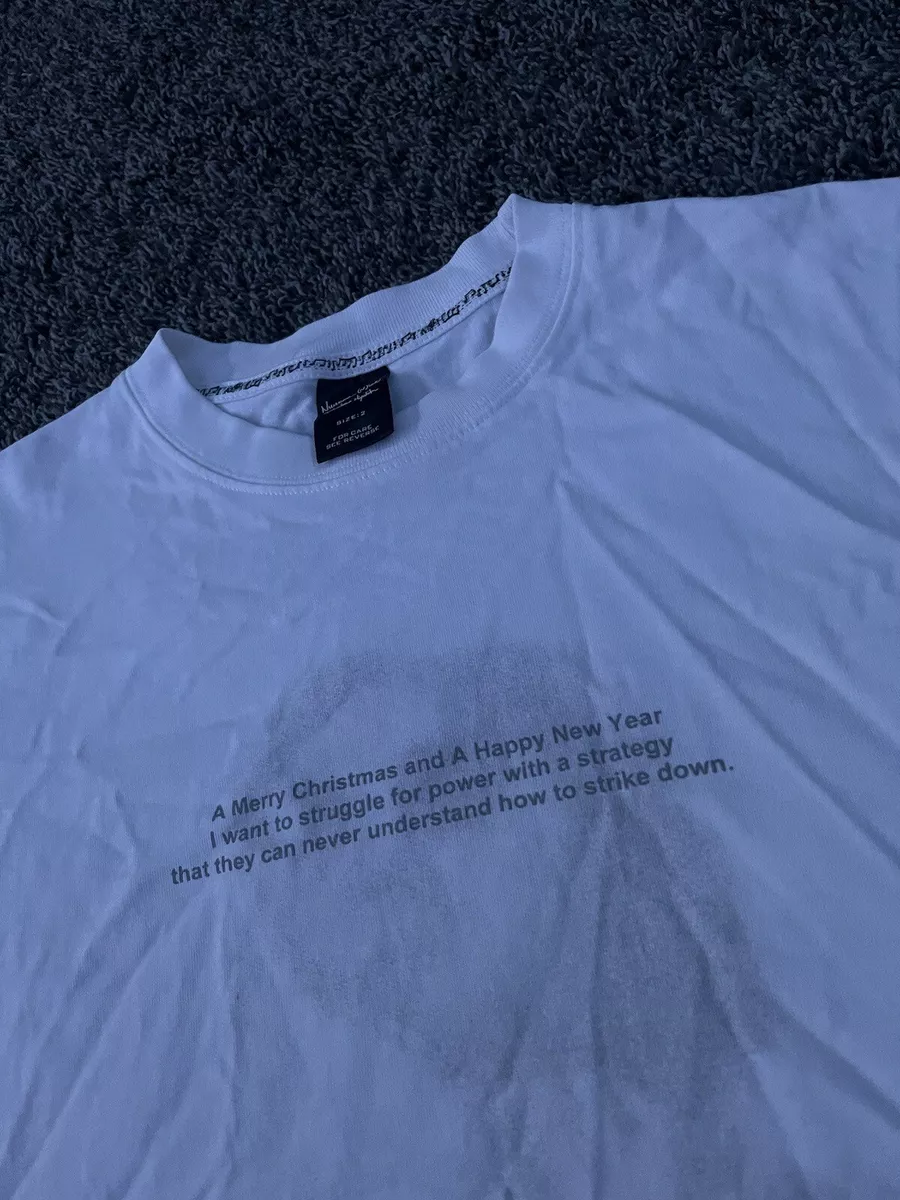 SIZE: 2
FOR CARE
SEE REVERSE
A Merry Christmas and A Happy New Year
I want to struggle for power with a strategy
that they can never understand how to strike down.